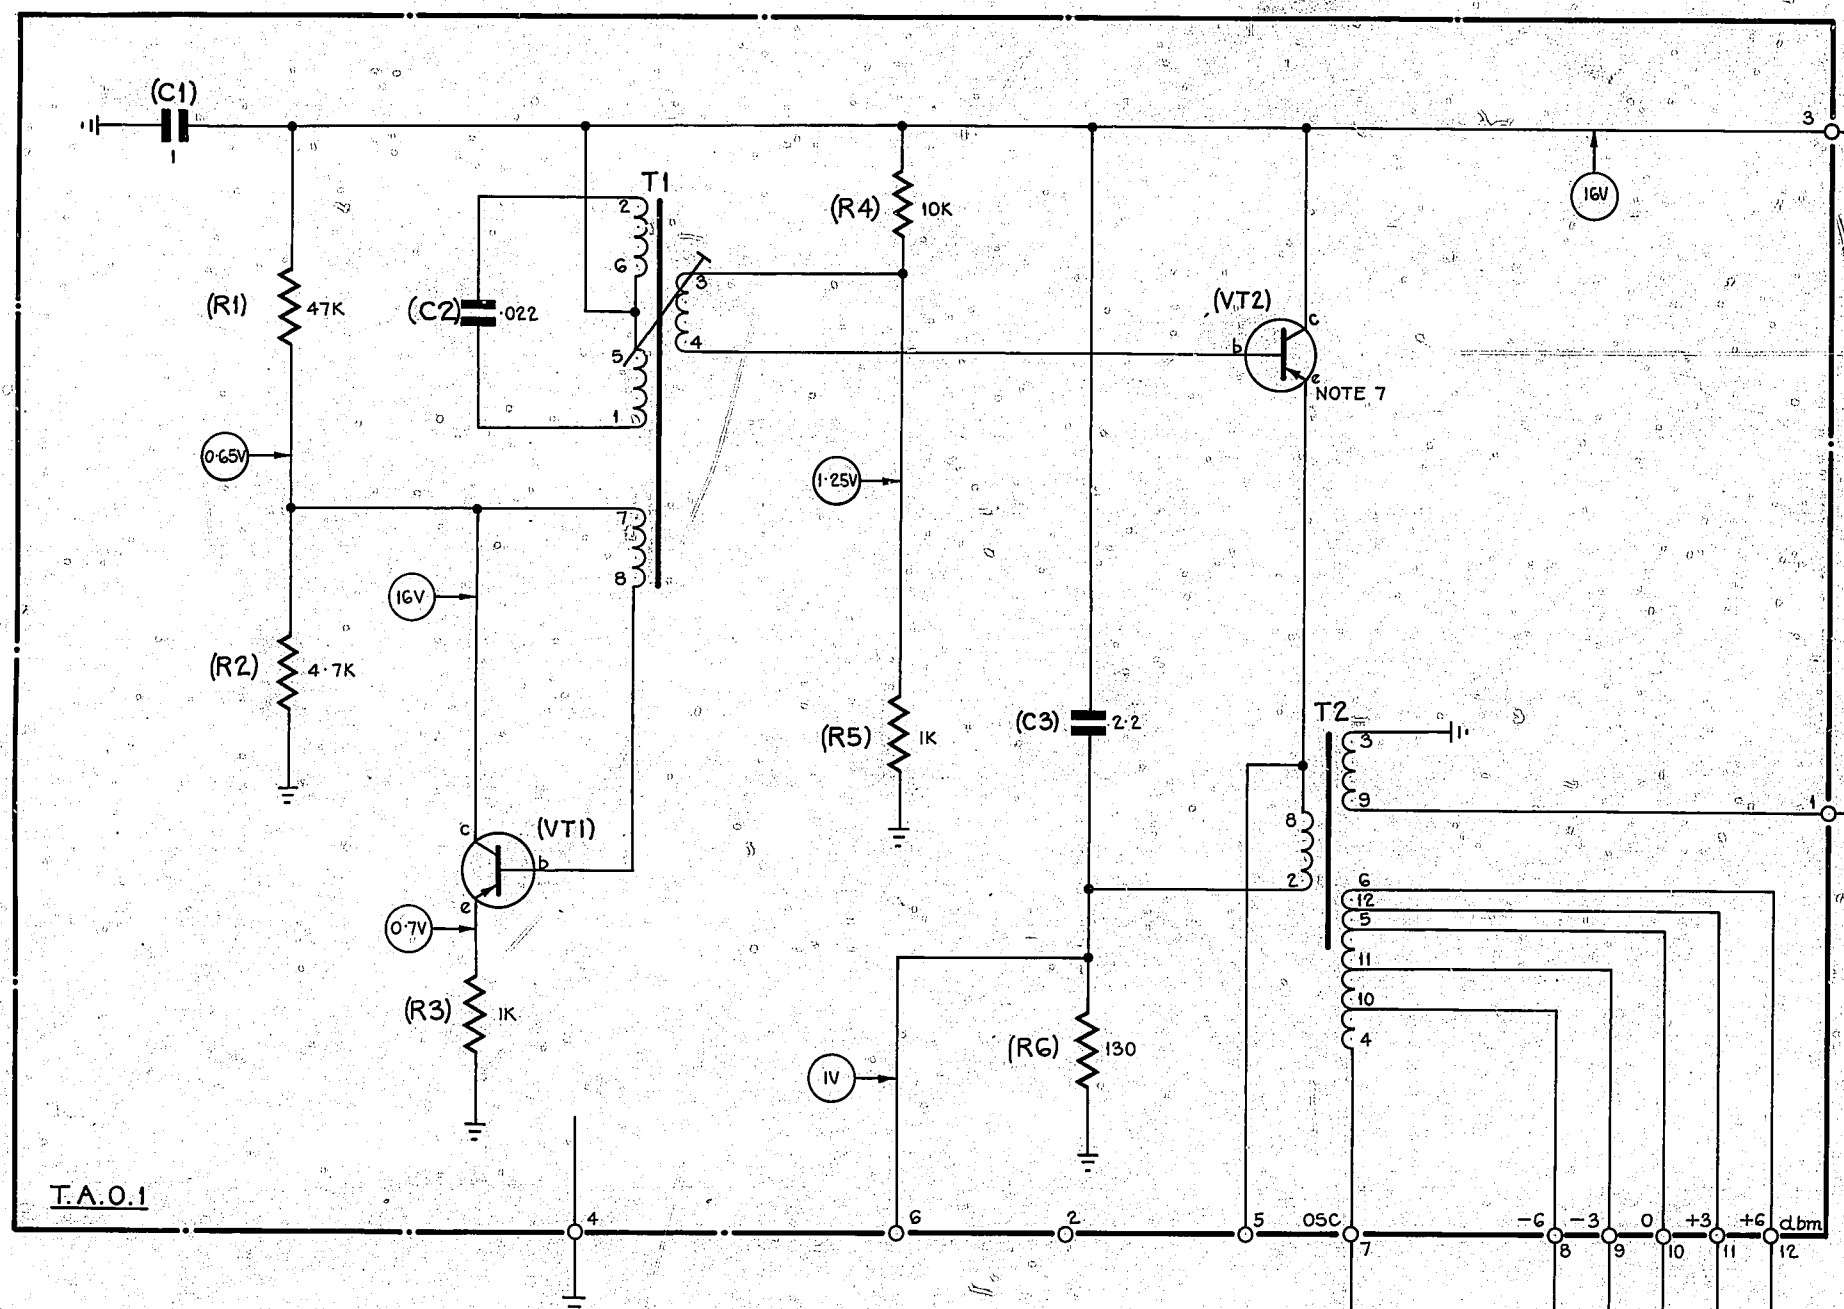 (C1)
1
3
16V
T1
2
6
5
1
3
4
(R4)
10K
(R1)
47K
(C2)
.022
(VT2)
c
b
e
NOTE 7
0.65V
1.25V
7
8
16V
(R2)
4.7K
(C3)
2.2
(R5)
1K
T2
3
9
1
8
2
(VT1)
c
b
e
0.7V
6
12
5
11
10
4
(R3)
1K
(R6)
130
1V
T.A.O.1
4
6
2
5
OSC
7
-6
-3
0
+3
+6
dbm
8
9
10
11
12